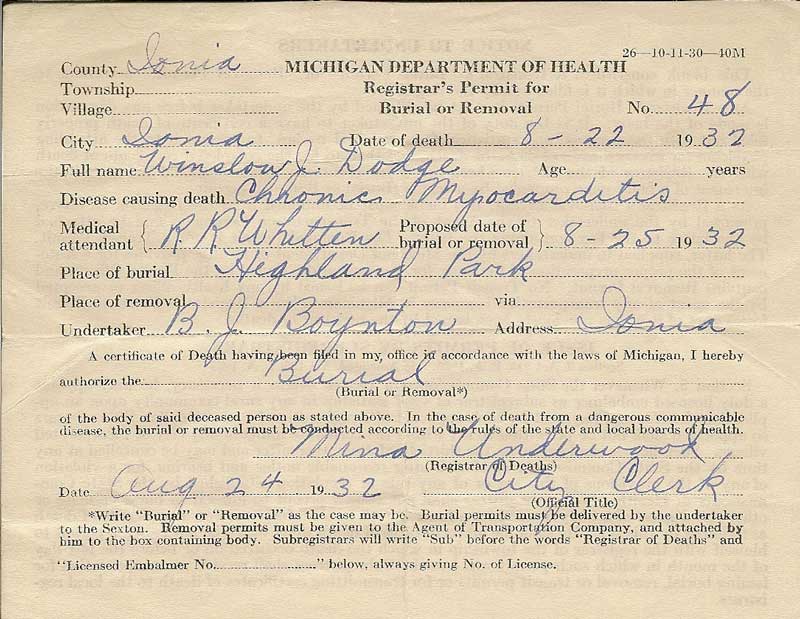 26—10-11-30—40M
County Ionia MICHIGAN DEPARTMENT OF HEALTH
Township Registrar's Permit for
Village Burial or Removal No. 48
City Ionia Date of death 8 - 22 1932
Full name Winslow J. Dodge Age years
Disease causing death Chronic Myocarditis
Medical attendant { R R Whitten Proposed date of burial or removal } 8 - 25 1932
Place of burial Highland Park
Place of removal via
Undertaker B. J. Boynton Address Ionia
A certificate of Death having been filed in my office in accordance with the laws of Michigan, I hereby
authorize the Burial
(Burial or Removal*)
of the body of said deceased person as stated above. In the case of death from a dangerous communicable
disease, the burial or removal must be conducted according to the rules of the state and local boards of health.
Mina Underwood,
(Registrar of Deaths)
Date Aug 24 1932 City Clerk
(Official Title)
*Write "Burial" or "Removal" as the case may be. Burial permits must be delivered by the undertaker
to the Sexton. Removal permits must be given to the Agent of Transportation Company, and attached by
him to the box containing body. Subregistrars will write "Sub" before the words "Registrar of Deaths" and
"Licensed Embalmer No." below, always giving No. of License.